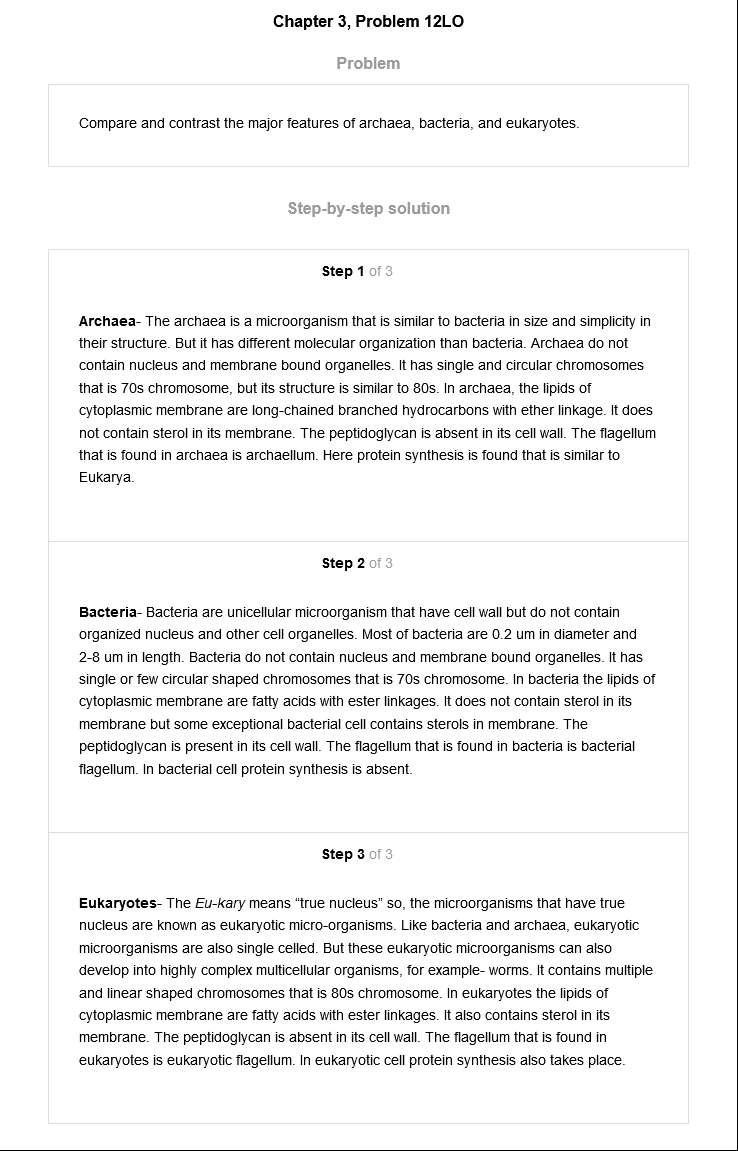 Chapter 3, Problem 12LO
Problem
Compare and contrast the major features of archaea, bacteria, and eukaryotes.
Step-by-step solution
Step 1 of 3
Archaea- The archaea is a microorganism that is similar to bacteria in size and simplicity in
their structure. But it has different molecular organization than bacteria. Archaea do not
contain nucleus and membrane bound organelles. It has single and circular chromosomes
that is 70s chromosome, but its structure is similar to 80s. In archaea, the lipids of
cytoplasmic membrane are long-chained branched hydrocarbons with ether linkage. It does
not contain sterol in its membrane. The peptidoglycan is absent in its cell wall. The flagellum
that is found in archaea is archaellum. Here protein synthesis is found that is similar to
Eukarya.
Step 2 of 3
Bacteria- Bacteria are unicellular microorganism that have cell wall but do not contain
organized nucleus and other cell organelles. Most of bacteria are 0.2 um in diameter and
2-8 um in length. Bacteria do not contain nucleus and membrane bound organelles. It has
single or few circular shaped chromosomes that is 70s chromosome. In bacteria the lipids of
cytoplasmic membrane are fatty acids with ester linkages. It does not contain sterol in its
membrane but some exceptional bacterial cell contains sterols in membrane. The
peptidoglycan is present in its cell wall. The flagellum that is found in bacteria is bacterial
flagellum. In bacterial cell protein synthesis is absent.
Step 3 of 3
Eukaryotes- The Eu-kary means “true nucleus” so, the microorganisms that have true
nucleus are known as eukaryotic micro-organisms. Like bacteria and archaea, eukaryotic
microorganisms are also single celled. But these eukaryotic microorganisms can also
develop into highly complex multicellular organisms, for example- worms. It contains multiple
and linear shaped chromosomes that is 80s chromosome. In eukaryotes the lipids of
cytoplasmic membrane are fatty acids with ester linkages. It also contains sterol in its
membrane. The peptidoglycan is absent in its cell wall. The flagellum that is found in
eukaryotes is eukaryotic flagellum. In eukaryotic cell protein synthesis also takes place.